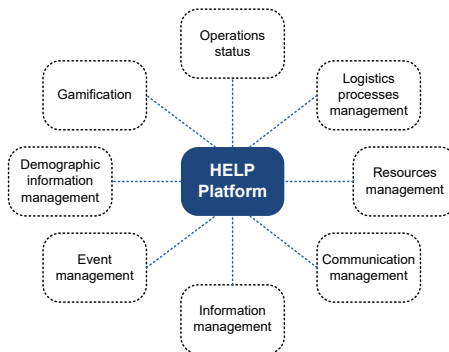 Operations
status
Gamification
Logistics
processes
management
HELP
Platform
Demographic
information
management
Resources
management
Event
management
Communication
management
Information
management